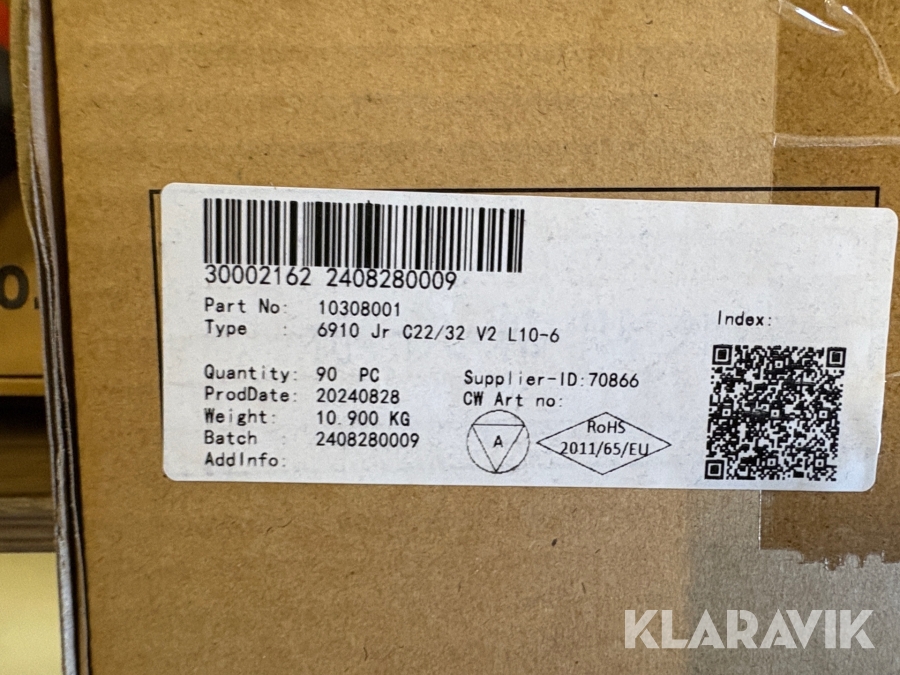 30002162 2408280009
Part No: 10308001
Type : 6910 Jr C22/32 V2 L10-6
Index:
Quantity: 90 PC
Supplier-ID:70866
ProdDate: 20240828
CW Art no:
Weight: 10.900 KG
Batch : 2408280009
AddInfo:
A
RoHS
2011/65/EU
KLARAVIK